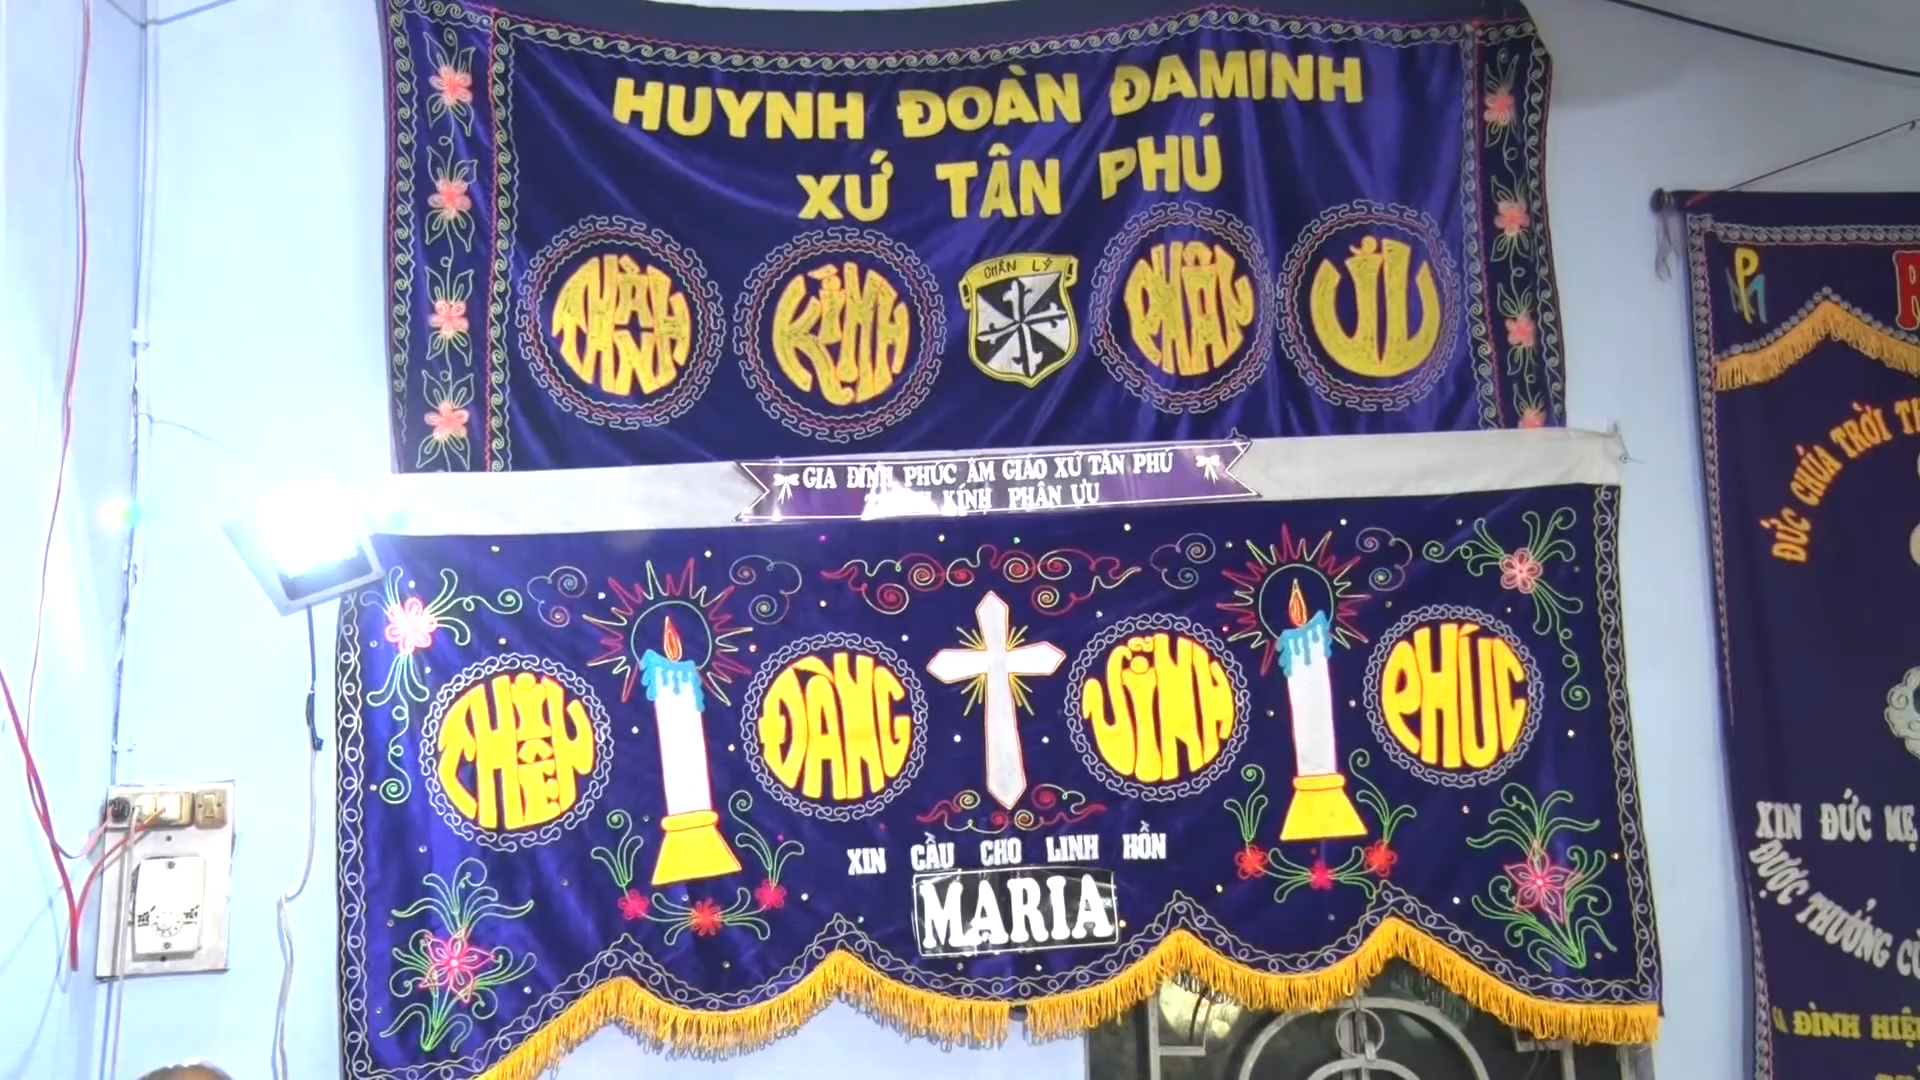 HUYNH ĐOÀN ĐAMINH
XỨ TÂN PHÚ
THÀNH KÍNH PHÂN ƯU
CHÂN LÝ
GIA ĐÌNH PHÚC ÂM GIÁO XỨ TÂN PHÚ
KÍNH PHÂN ƯU
THIÊN ĐÀNG VĨNH PHÚC
XIN CẦU CHO LINH HỒN
MARIA
ĐỨC CHÚA TRỜI
XIN ĐỨC MẸ
ĐƯỢC THƯỞNG
ĐÌNH